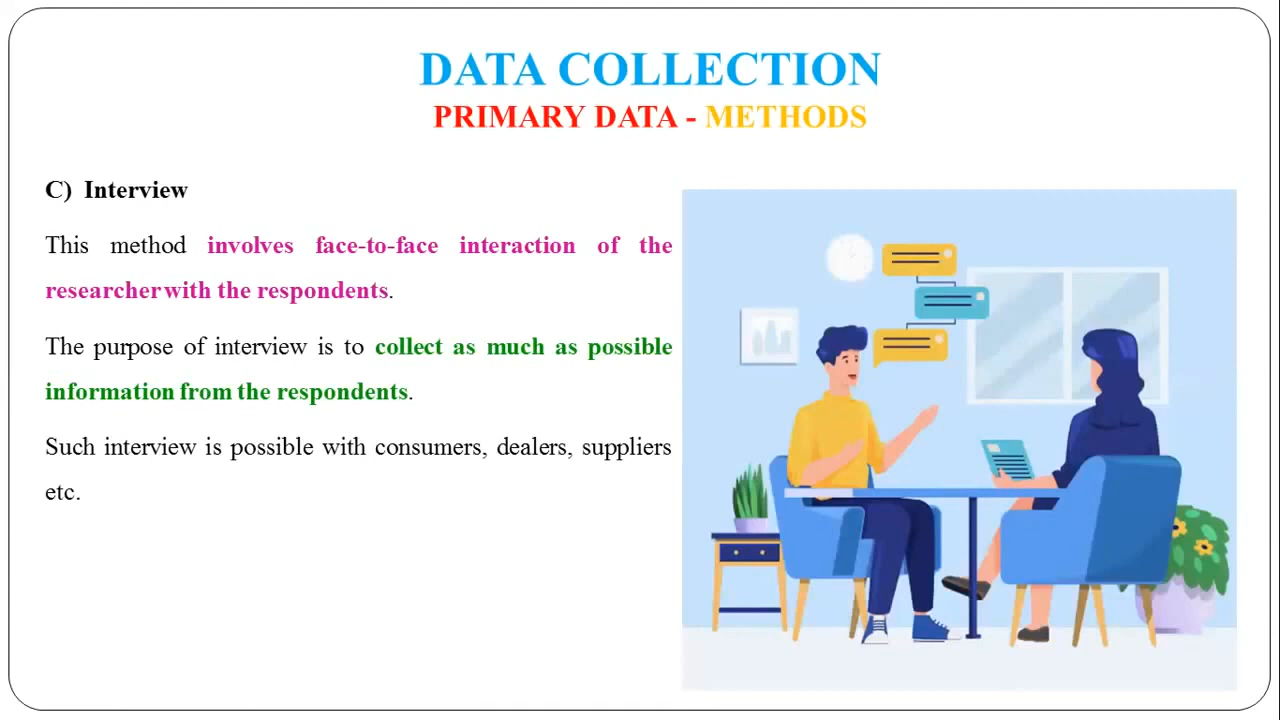 DATA COLLECTION
PRIMARY DATA - METHODS
C) Interview
This method involves face-to-face interaction of the
researcher with the respondents.
The purpose of interview is to collect as much as possible
information from the respondents.
Such interview is possible with consumers, dealers, suppliers
etc.